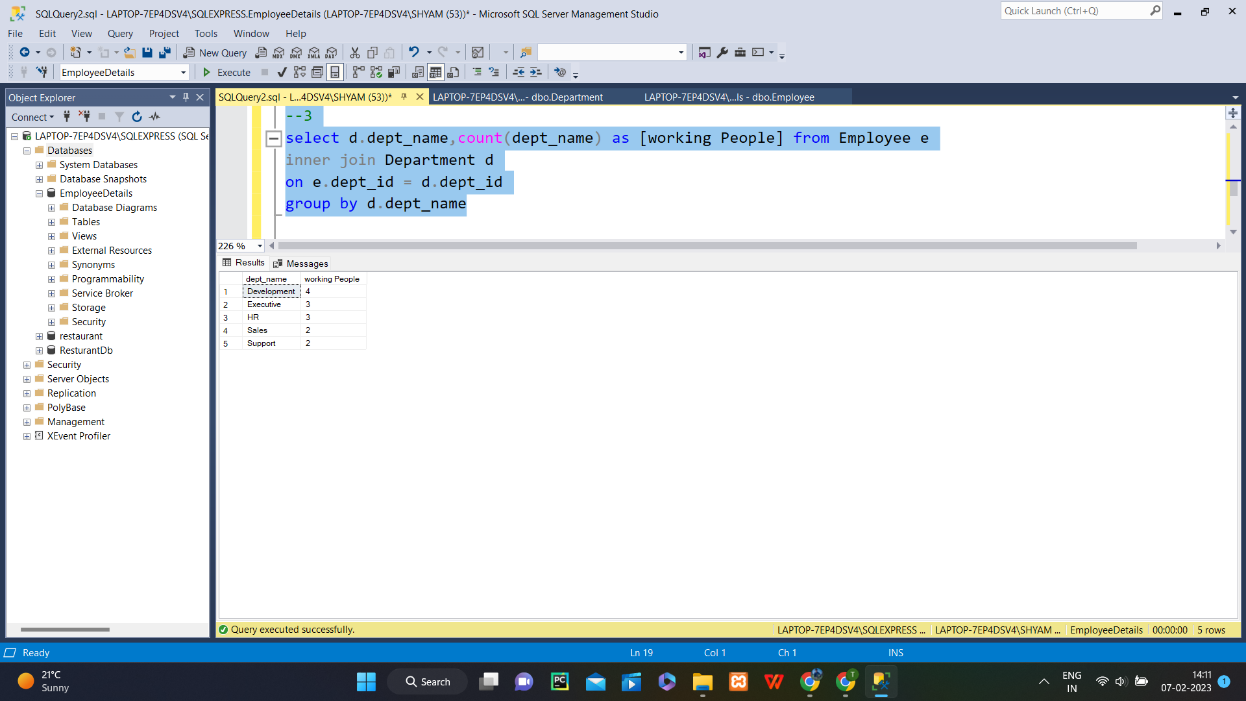 SQLQuery2.sql - LAPTOP-7EP4DSV4\SQLEXPRESS.EmployeeDetails (LAPTOP-7EP4DSV4\SHYAM (53))* - Microsoft SQL Server Management Studio
Quick Launch (Ctrl+Q)
File Edit View Query Project Tools Window Help
New Query
EmployeeDetails
Execute
Object Explorer
SQLQuery2.sql - L...4DSV4\SHYAM (53))*
LAPTOP-7EP4DSV4\...- dbo.Department
LAPTOP-7EP4DSV4\...ls - dbo.Employee
Connect
LAPTOP-7EP4DSV4\SQLEXPRESS (SQL Se
Databases
System Databases
Database Snapshots
EmployeeDetails
Database Diagrams
Tables
Views
External Resources
Synonyms
Programmability
Service Broker
Storage
Security
restaurant
ResturantDb
Security
Server Objects
Replication
PolyBase
Management
XEvent Profiler
--3
select d.dept_name,count(dept_name) as [working People] from Employee e
inner join Department d
on e.dept_id = d.dept_id
group by d.dept_name
226 %
Results Messages
dept_name working People
1 Development 4
2 Executive 3
3 HR 3
4 Sales 2
5 Support 2
Query executed successfully.
LAPTOP-7EP4DSV4\SQLEXPRESS ... LAPTOP-7EP4DSV4\SHYAM ... EmployeeDetails 00:00:00 5 rows
Ready Ln 19 Col 1 Ch 1 INS
21°C
Sunny
Search
ENG
IN
14:11
07-02-2023
1